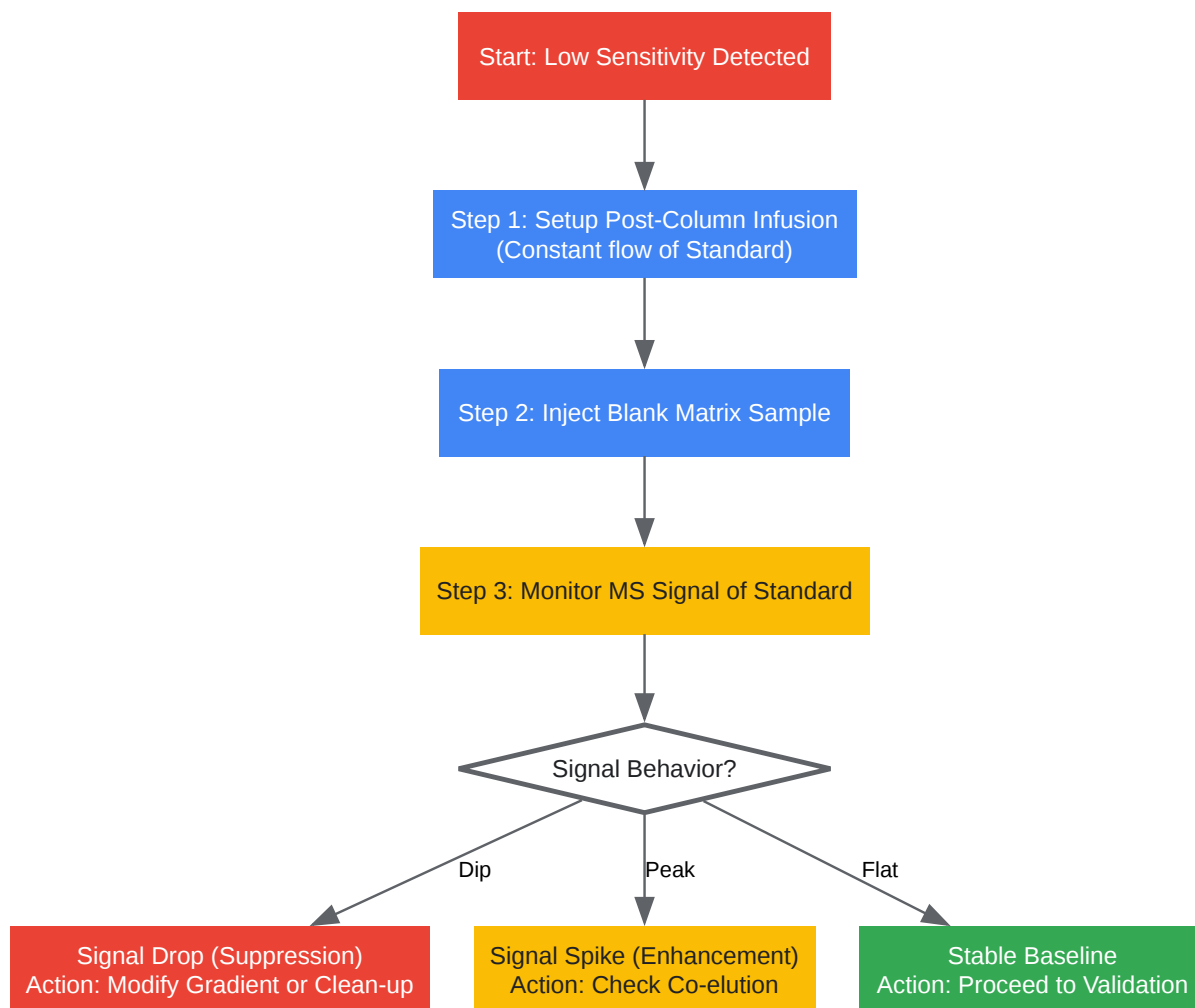 Start: Low Sensitivity Detected
Step 1: Setup Post-Column Infusion
(Constant flow of Standard)
Step 2: Inject Blank Matrix Sample
Step 3: Monitor MS Signal of Standard
Signal Behavior?
Dip
Peak
Flat
Signal Drop (Suppression)
Action: Modify Gradient or Clean-up
Signal Spike (Enhancement)
Action: Check Co-elution
Stable Baseline
Action: Proceed to Validation